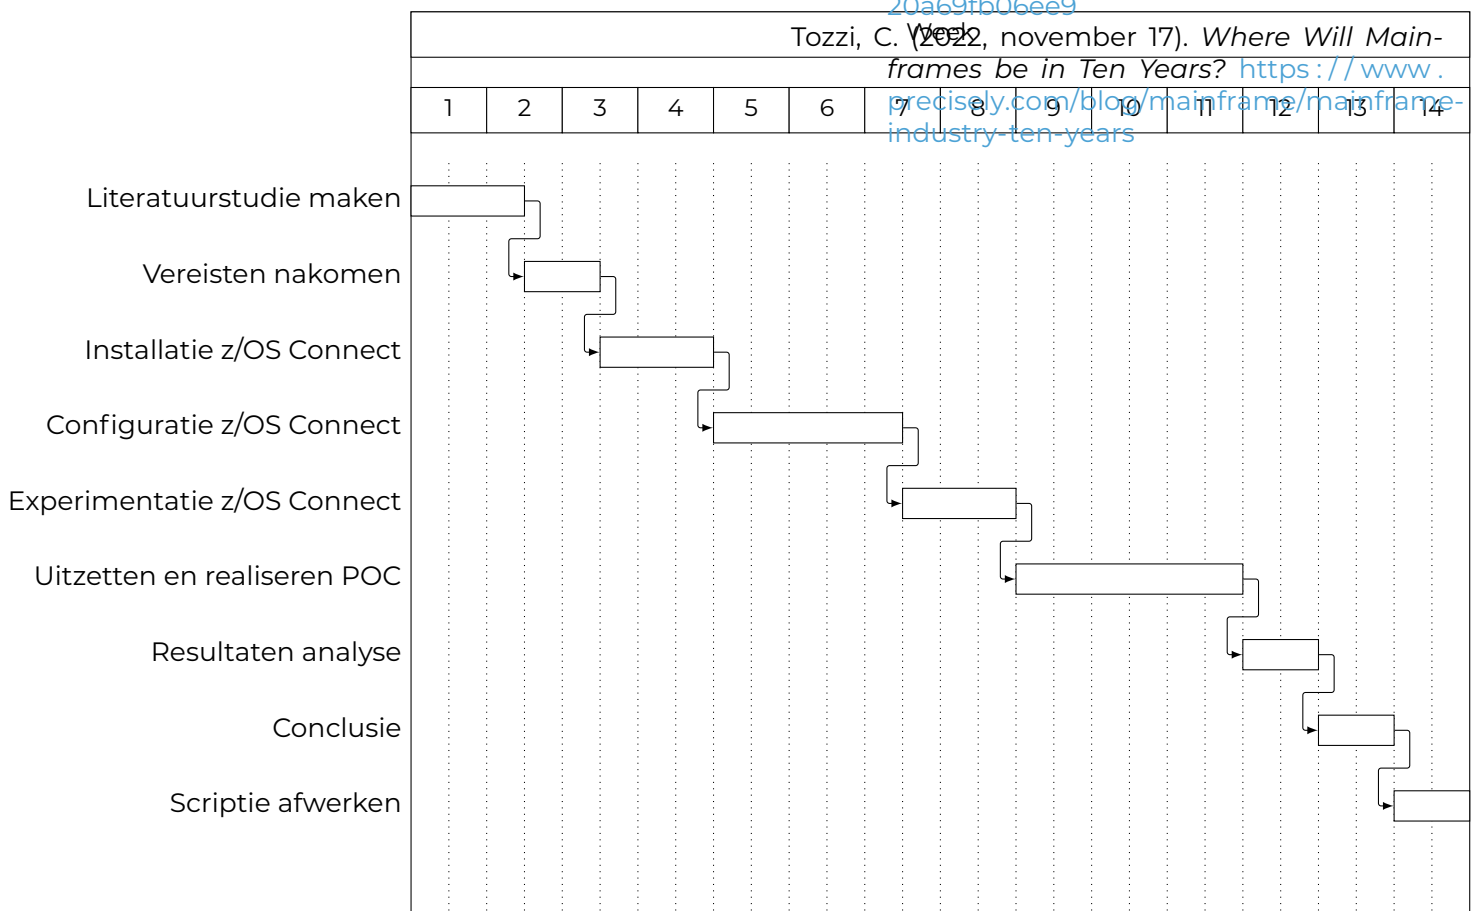 20a69fb06ee9
Week
Tozzi, C. (2022, november 17). Where Will Main-
frames be in Ten Years? https://www.
precisely.com/blog/mainframe/mainframe-
industry-ten-years
1 2 3 4 5 6 7 8 9 10 11 12 13 14
Literatuurstudie maken
Vereisten nakomen
Installatie z/OS Connect
Configuratie z/OS Connect
Experimentatie z/OS Connect
Uitzetten en realiseren POC
Resultaten analyse
Conclusie
Scriptie afwerken